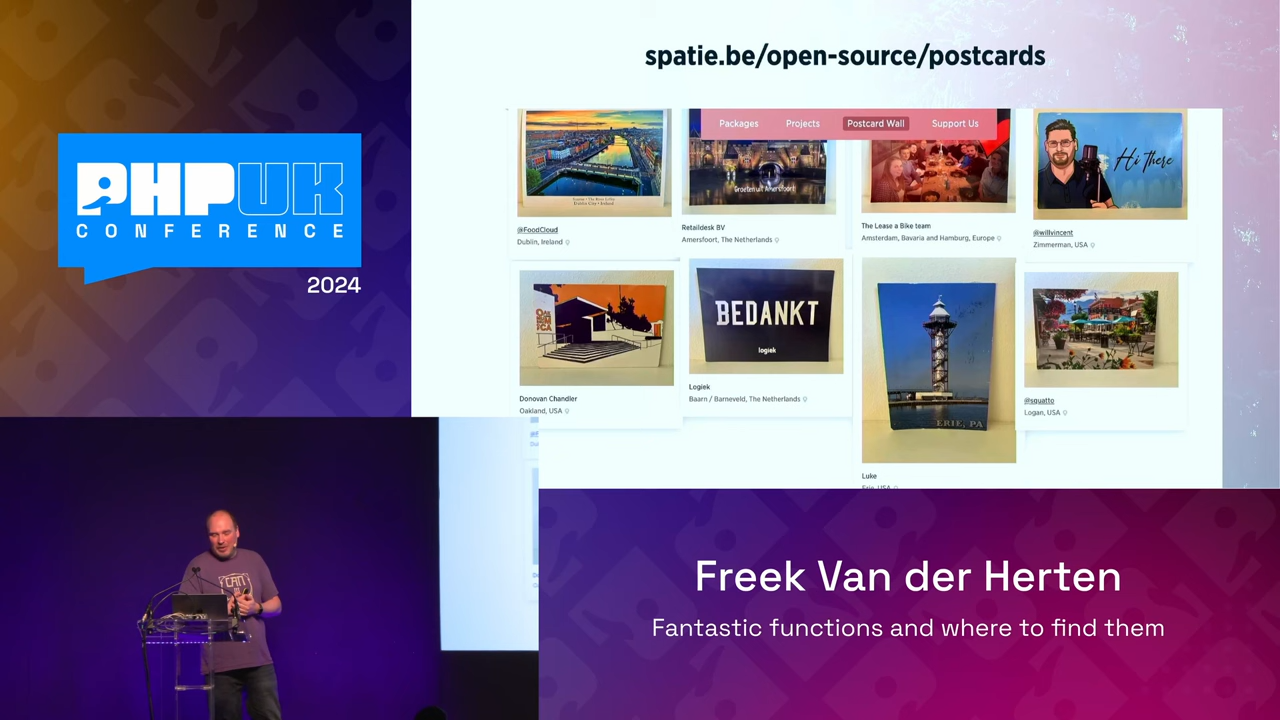 PHPUK
CONFERENCE
2024
spatie.be/open-source/postcards
Packages
Projects
Postcard Wall
Support Us
Groeten uit Amersfoort!
Hi there
@FoodCloud
Dublin, Ireland
Retaildesk BV
Amersfoort, The Netherlands
The Lease a Bike team
Amsterdam, Bavaria and Hamburg, Europe
@willvincent
Zimmerman, USA
BEDANKT
logiek
ERIE, PA
Donovan Chandler
Oakland, USA
Logiek
Baarn / Barneveld, The Netherlands
@squatto
Logan, USA
Luke
Erie, USA
Freek Van der Herten
Fantastic functions and where to find them